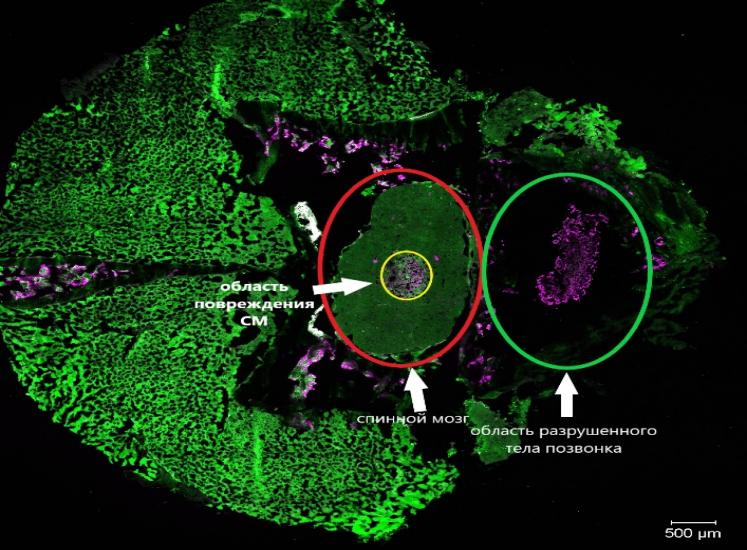 область
повреждения
СМ
спинной мозг
область разрушенного
тела позвонка
500 µm